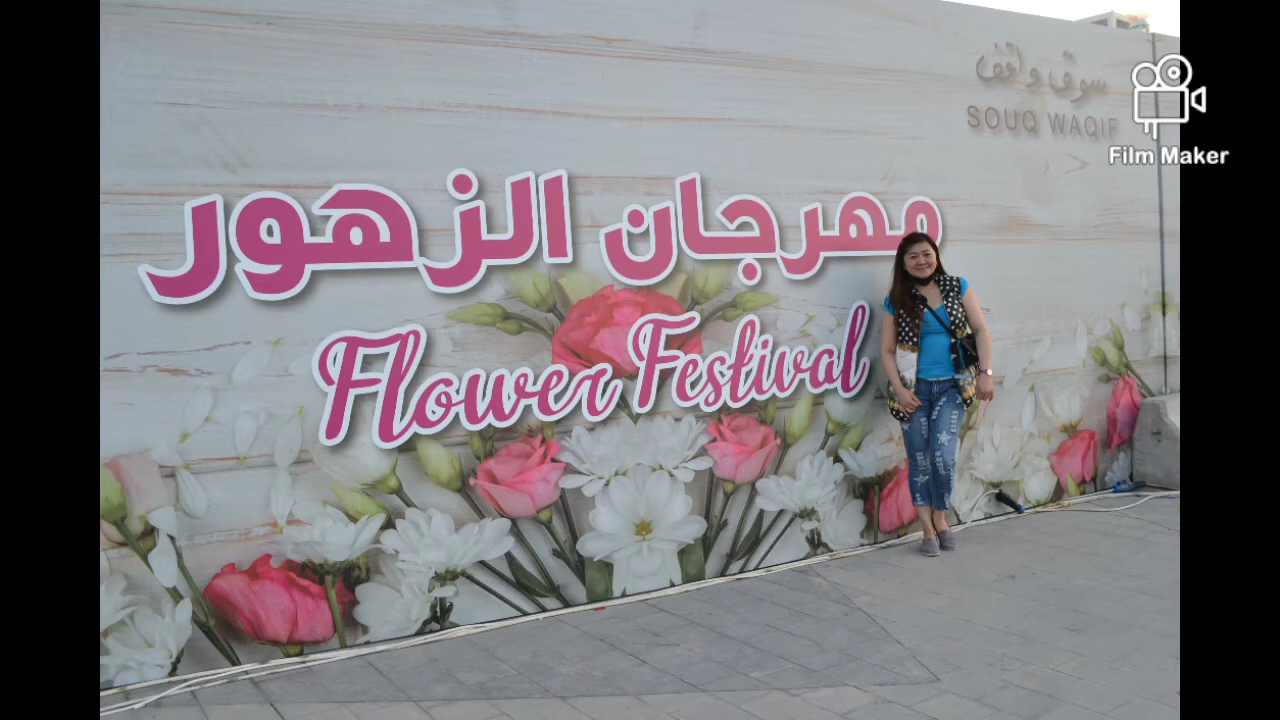 سوق واقف
SOUQ WAQIF
Film Maker
مهرجان الزهور
Flower Festival